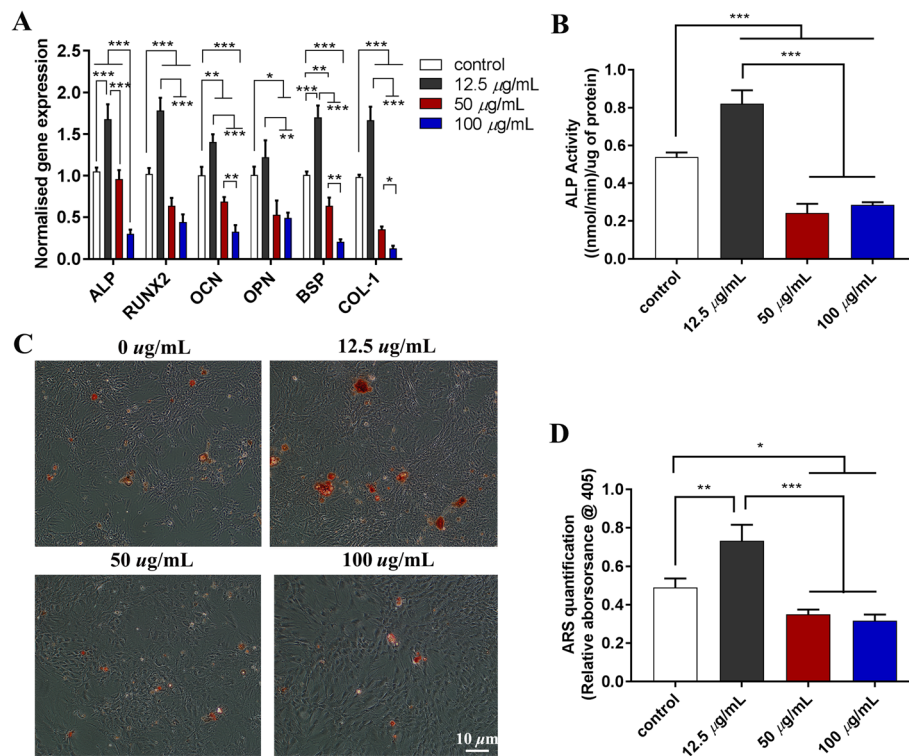 A
Normalised gene expression
2.5
2.0
1.5
1.0
0.5
0.0
*** *** *** *** ***
** * **
*** *** *** ***
*** *** ** *** ***
** ** *
ALP RUNX2 OCN OPN BSP COL-1
control
12.5 µg/mL
50 µg/mL
100 µg/mL
B
ALP Activity
((nmol/min)/ug of protein)
1.0
0.8
0.6
0.4
0.2
0.0
***
***
control 12.5 µg/mL 50 µg/mL 100 µg/mL
C
0 ug/mL 12.5 ug/mL
50 ug/mL 100 ug/mL
10 µm
D
ARS quantification
(Relative aborsorsance @ 405)
1.0
0.8
0.6
0.4
0.2
0.0
*
** ***
control 12.5 µg/mL 50 µg/mL 100 µg/mL